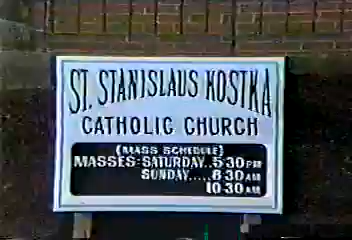 ST. STANISLAUS KOSTKA
CATHOLIC CHURCH
(MASS SCHEDULE)
MASSES: SATURDAY..5:30 PM
SUNDAY.....8:30 AM
10:30 AM